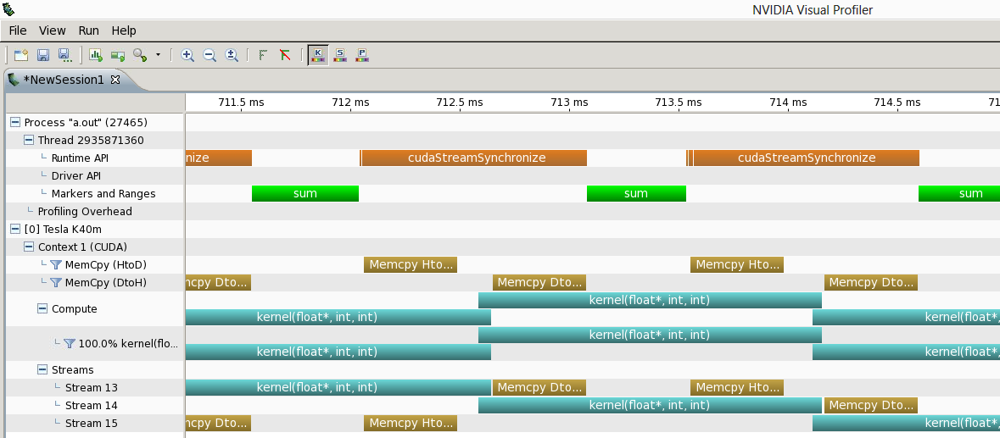 NVIDIA Visual Profiler
File View Run Help
*NewSession1
711.5 ms 712 ms 712.5 ms 713 ms 713.5 ms 714 ms 714.5 ms 71
Process "a.out" (27465)
Thread 2935871360
Runtime API nize cudaStreamSynchronize cudaStreamSynchronize
Driver API
Markers and Ranges sum sum sum
Profiling Overhead
[0] Tesla K40m
Context 1 (CUDA)
MemCpy (HtoD) Memcpy Hto... Memcpy Hto...
MemCpy (DtoH) mcpy Dto... Memcpy Dto... Memcpy Dto...
kernel(float*, int, int)
Compute
kernel(float*, int, int) kernel(float*,
kernel(float*, int, int)
100.0% kernel(flo...
kernel(float*, int, int) kernel(float*,
Streams
Stream 13 kernel(float*, int, int) Memcpy Dto... Memcpy Hto...
Stream 14 kernel(float*, int, int) Memcpy Dto...
Stream 15 mcpy Dto... Memcpy Hto... kernel(float*,